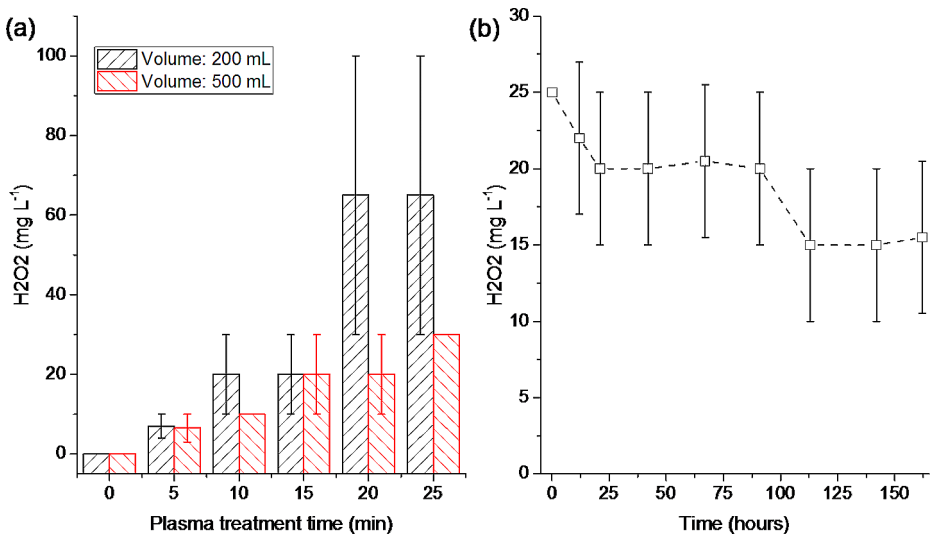 (a)
Volume: 200 mL
Volume: 500 mL
100
80
60
40
20
0
H2O2 (mg L⁻¹)
0 5 10 15 20 25
Plasma treatment time (min)
(b)
30
25
20
15
10
5
0
H2O2 (mg L⁻¹)
0 25 50 75 100 125 150
Time (hours)